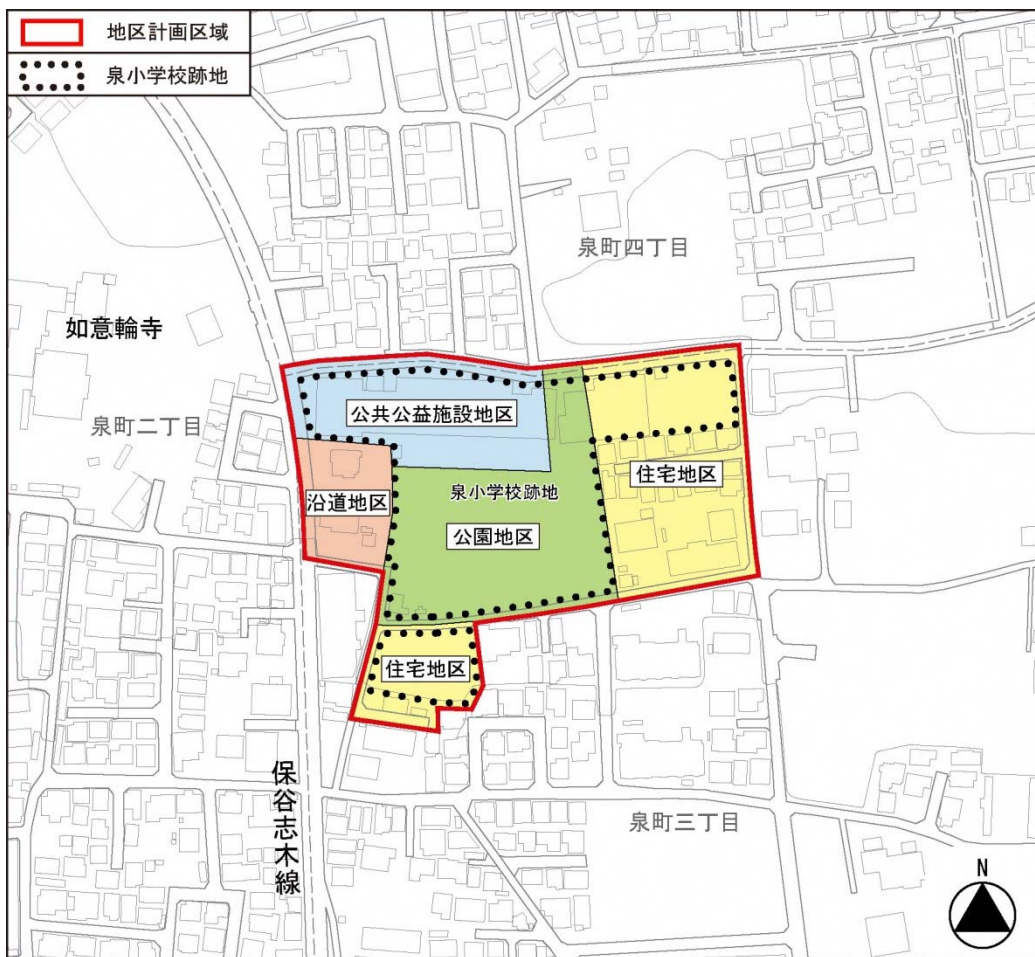 地区計画区域
泉小学校跡地
泉町四丁目
如意輪寺
泉町二丁目
公共公益施設地区
住宅地区
沿道地区
泉小学校跡地
公園地区
住宅地区
保谷志木線
泉町三丁目
N